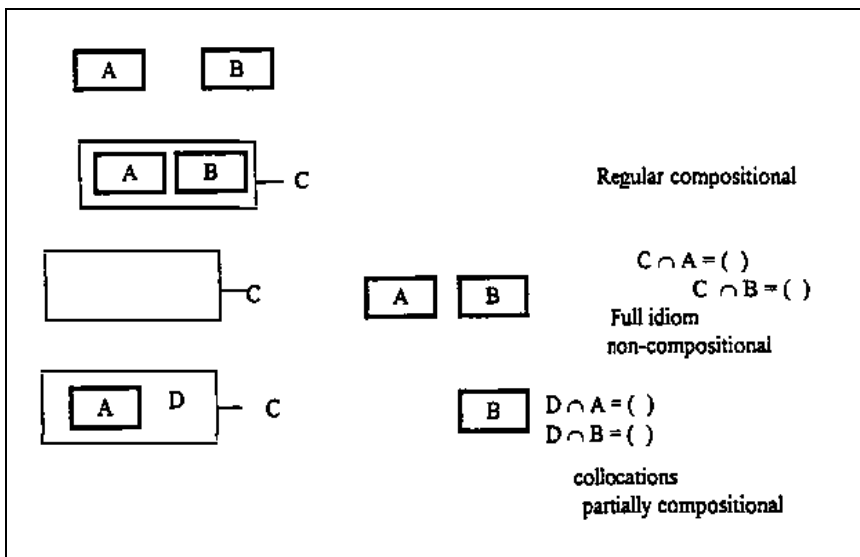 A B
A B C Regular compositional
C ∩ A = ( )
C A B C ∩ B = ( )
Full idiom
non-compositional
A D C B D ∩ A = ( )
D ∩ B = ( )
collocations
partially compositional